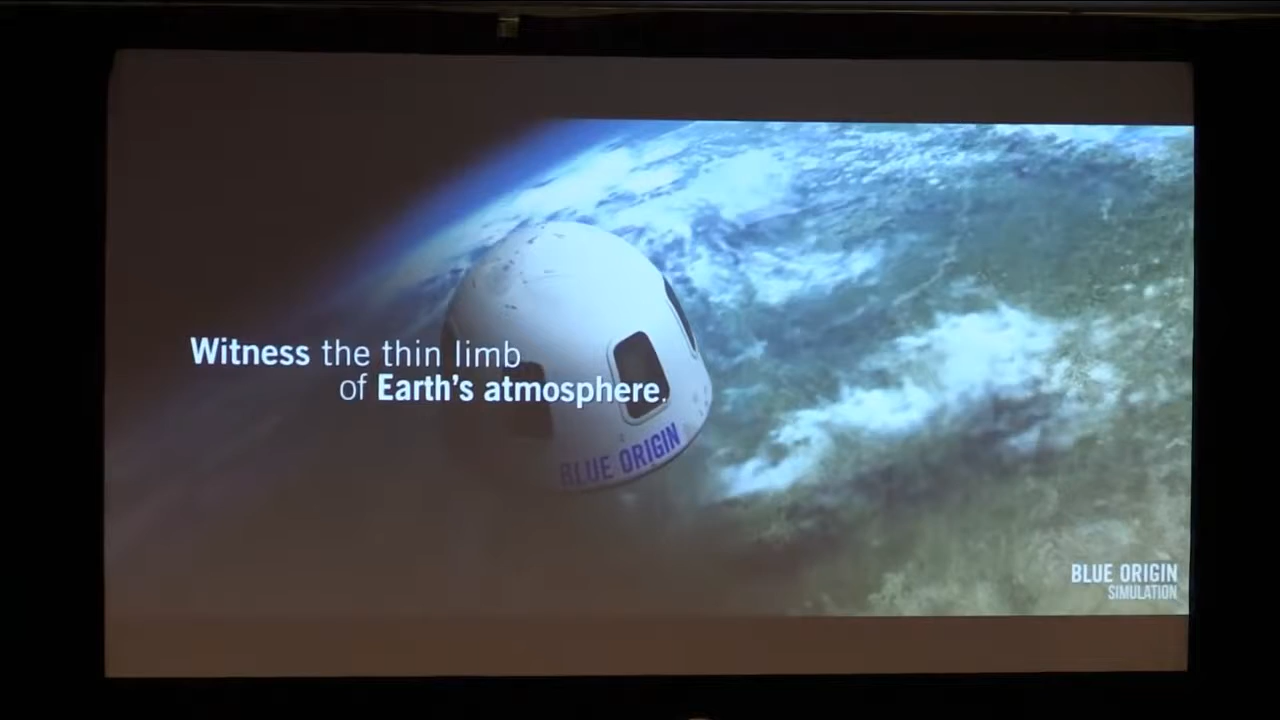 Witness the thin limb
of Earth's atmosphere.
BLUE ORIGIN
BLUE ORIGIN
SIMULATION